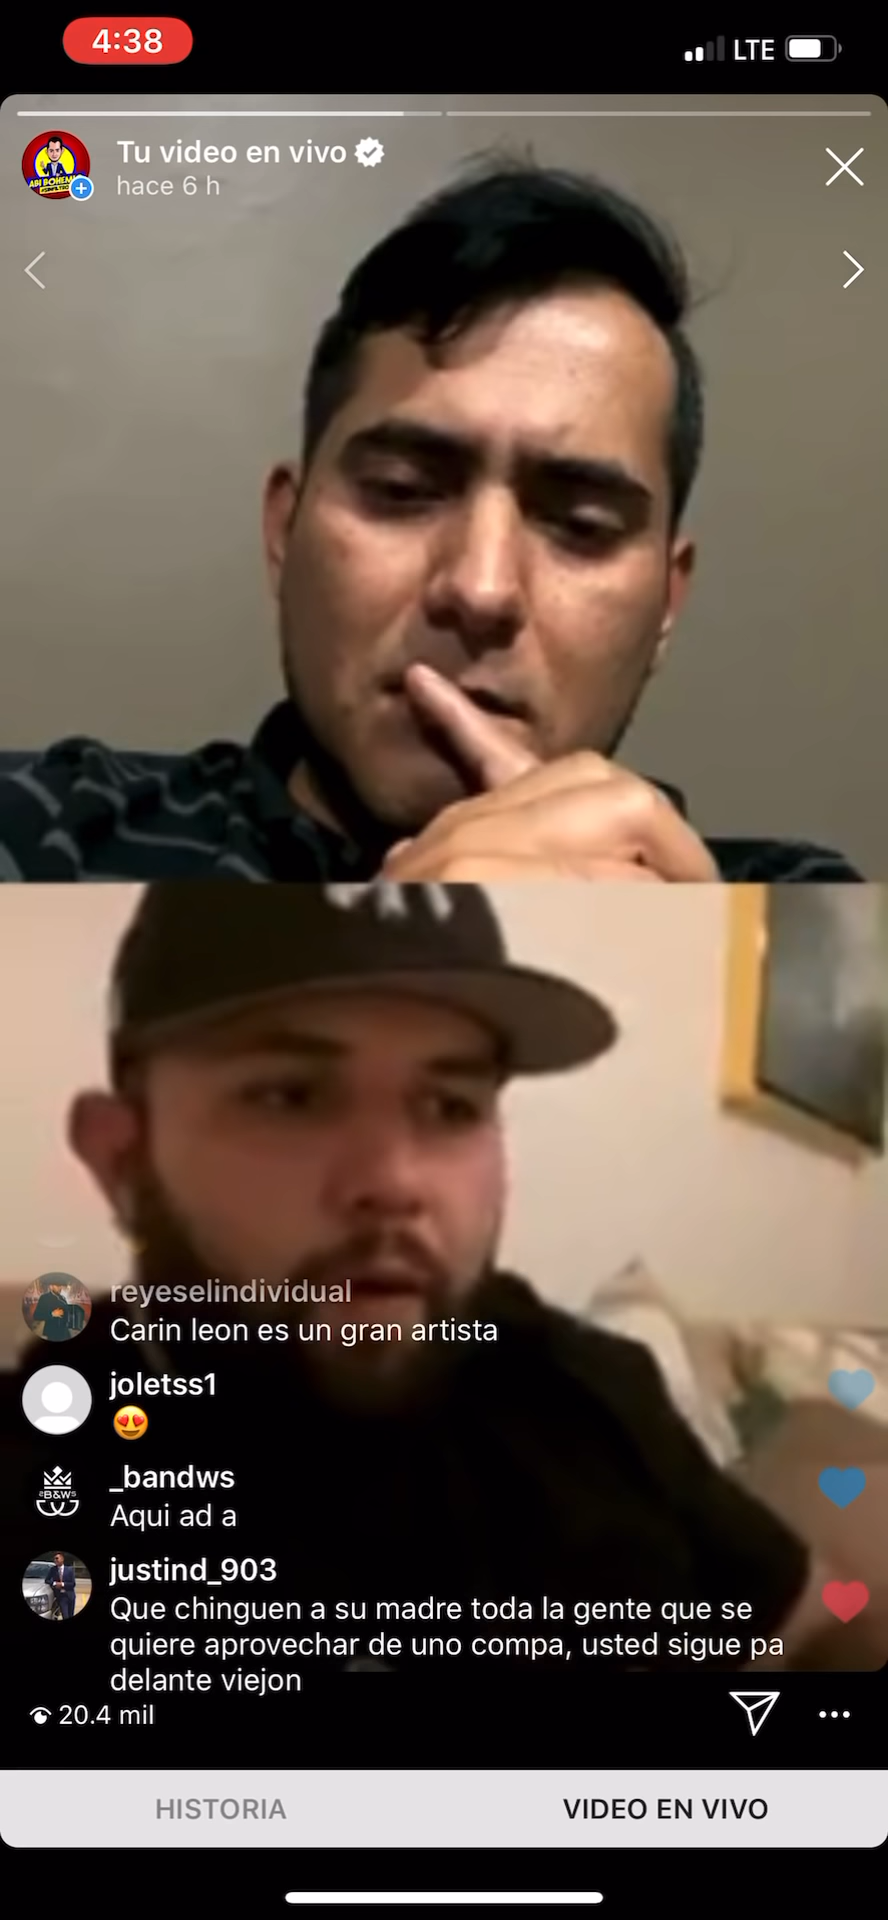 4:38
LTE
Tu video en vivo
hace 6 h
ABI BOHEM
reyeselindividual
Carin leon es un gran artista
joletss1
😍
_bandws
Aqui ad a
B&W
justind_903
Que chinguen a su madre toda la gente que se
quiere aprovechar de uno compa, usted sigue pa
delante viejon
20.4 mil
HISTORIA
VIDEO EN VIVO